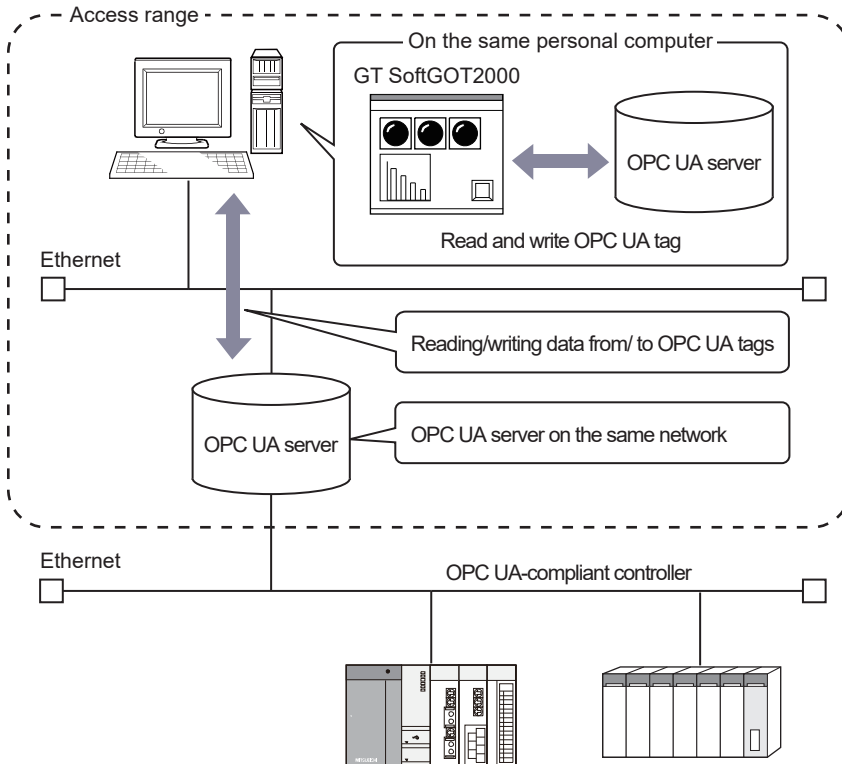 Access range
On the same personal computer
GT SoftGOT2000
OPC UA server
Read and write OPC UA tag
Ethernet
Reading/writing data from/ to OPC UA tags
OPC UA server
OPC UA server on the same network
Ethernet
OPC UA-compliant controller